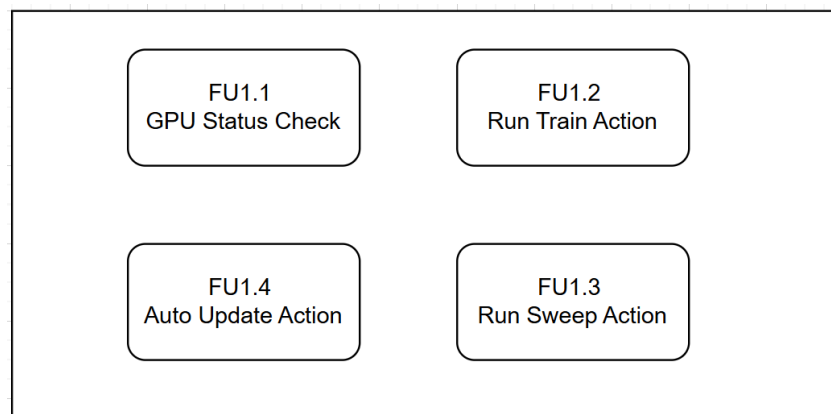 FU1.1
GPU Status Check
FU1.2
Run Train Action
FU1.4
Auto Update Action
FU1.3
Run Sweep Action